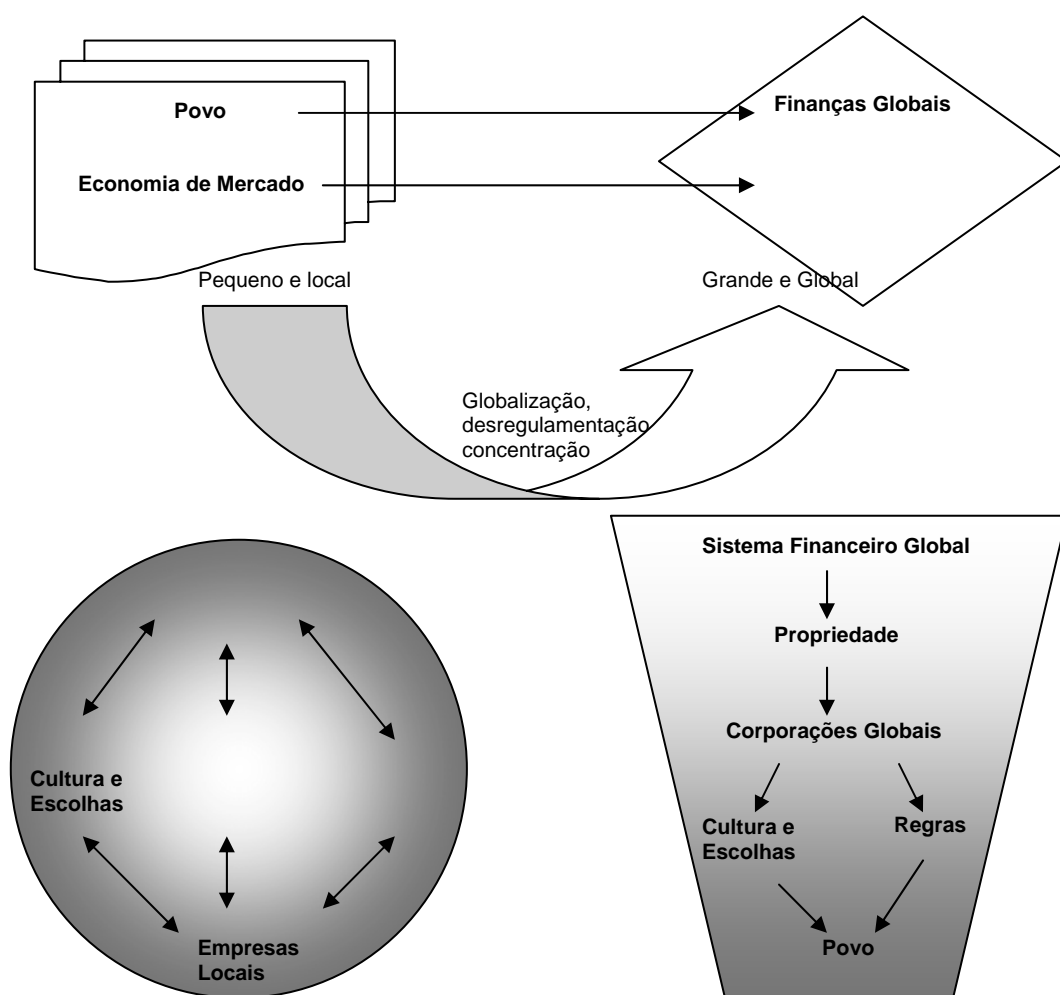 Povo
Finanças Globais
Economia de Mercado
Pequeno e local
Grande e Global
Globalização,
desregulamentação
concentração
Sistema Financeiro Global
Propriedade
Corporações Globais
Cultura e
Escolhas
Cultura e
Escolhas
Regras
Empresas
Locais
Povo